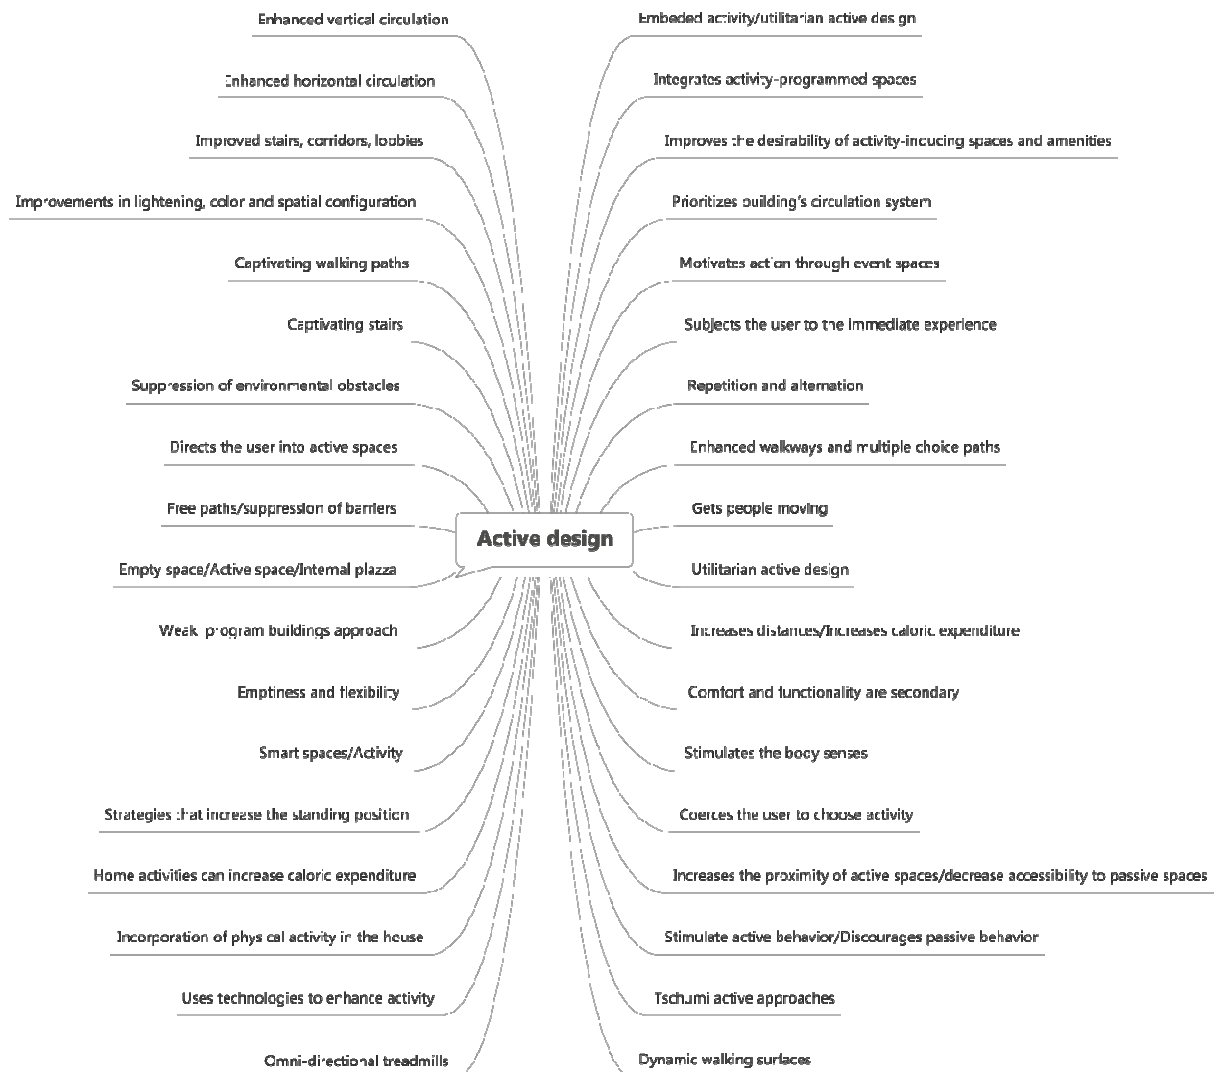 Enhanced vertical circulation
Enhanced horizontal circulation
Improved stairs, corridors, lobbies
Improvements in lightening, color and spatial configuration
Captivating walking paths
Captivating stairs
Suppression of environmental obstacles
Directs the user into active spaces
Free paths/suppression of barriers
Empty space/Active space/Internal plazza
Weak program buildings approach
Emptiness and flexibility
Smart spaces/Activity
Strategies that increase the standing position
Home activities can increase caloric expenditure
Incorporation of physical activity in the house
Uses technologies to enhance activity
Omni-directional treadmills
Active design
Embeded activity/utilitarian active design
Integrates activity-programmed spaces
Improves the desirability of activity-inducing spaces and amenities
Prioritizes building's circulation system
Motivates action through event spaces
Subjects the user to the immediate experience
Repetition and alternation
Enhanced walkways and multiple choice paths
Gets people moving
Utilitarian active design
Increases distances/Increases caloric expenditure
Comfort and functionality are secondary
Stimulates the body senses
Coerces the user to choose activity
Increases the proximity of active spaces/decrease accessibility to passive spaces
Stimulate active behavior/Discourages passive behavior
Tschumi active approaches
Dynamic walking surfaces